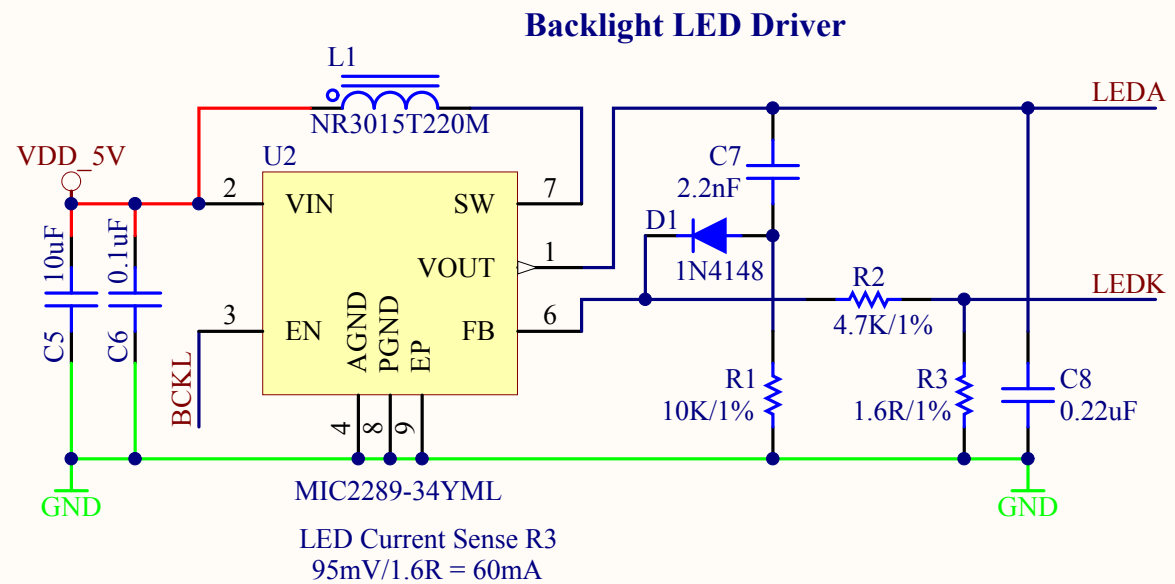 Backlight LED Driver
L1
NR3015T220M
LEDA
VDD_5V
U2
C7
2.2nF
2
VIN
SW
7
D1
1N4148
10uF
0.1uF
VOUT
1
R2
4.7K/1%
LEDK
3
EN
FB
6
C5
C6
AGND
PGND
EP
BCKL
R1
10K/1%
R3
1.6R/1%
C8
0.22uF
4
8
9
GND
MIC2289-34YML
GND
LED Current Sense R3
95mV/1.6R = 60mA